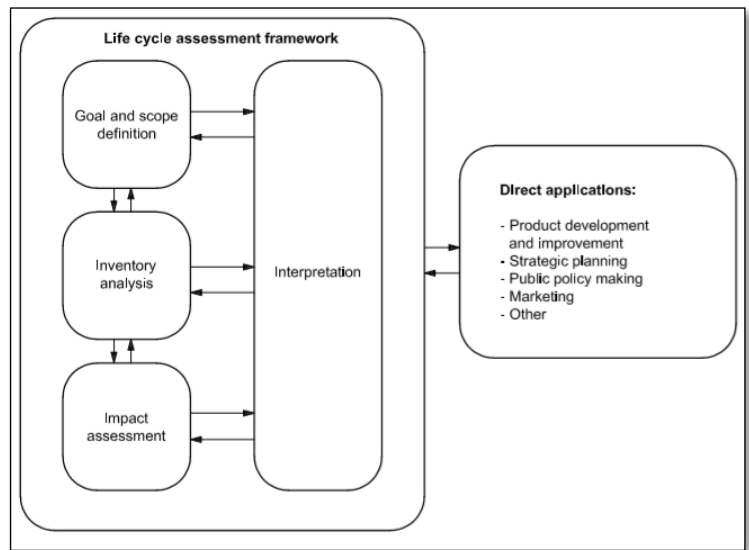 Life cycle assessment framework
Goal and scope
definition
Inventory
analysis
Impact
assessment
Interpretation
Direct applications:
- Product development
and improvement
- Strategic planning
- Public policy making
- Marketing
- Other